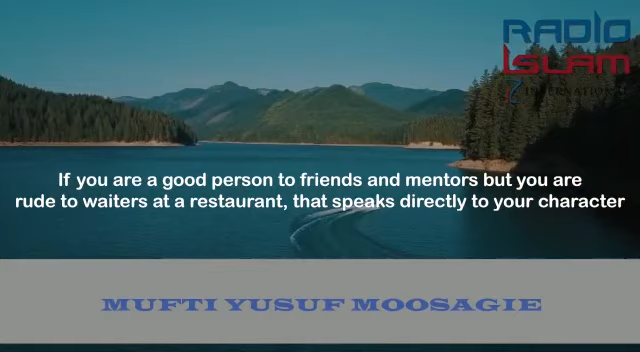 RADIO
ISLAM
INTERNATIONAL
If you are a good person to friends and mentors but you are
rude to waiters at a restaurant, that speaks directly to your character
MUFTI YUSUF MOOSAGIE